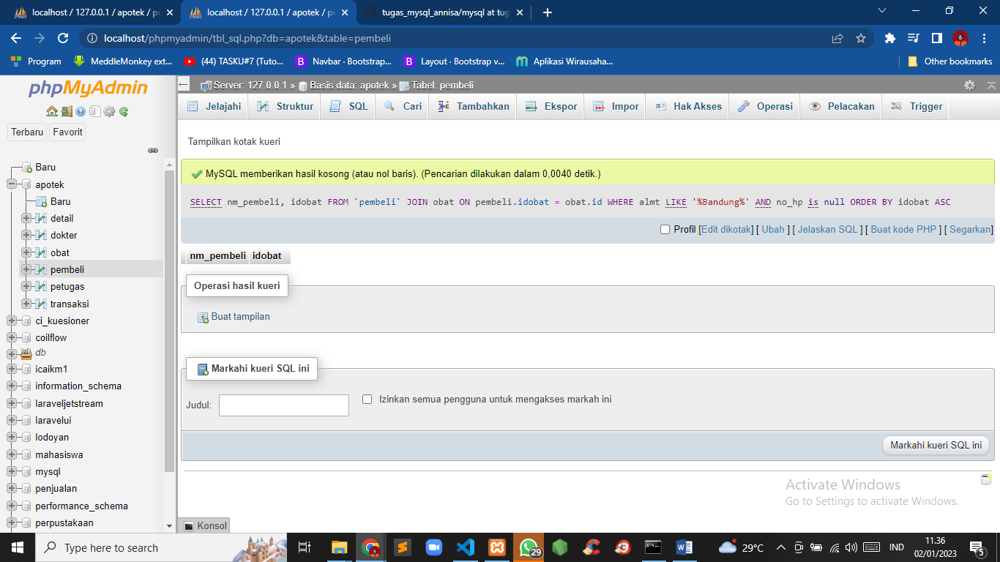 localhost / 127.0.0.1 / apotek / pe
localhost / 127.0.0.1 / apotek / pe
tugas_mysql_annisa/mysql at tug
localhost/phpmyadmin/tbl_sql.php?db=apotek&table=pembeli
Program
MeddleMonkey ext...
(44) TASKU#7 (Tuto...
B Navbar · Bootstrap...
B Layout · Bootstrap v...
Aplikasi Wirausaha...
Other bookmarks
phpMyAdmin
Terbaru Favorit
Baru
apotek
Baru
detail
dokter
obat
pembeli
petugas
transaksi
ci_kuesioner
coilflow
db
icaikm1
information_schema
laraveljetstream
laravelui
lodoyan
mahasiswa
mysql
penjualan
performance_schema
perpustakaan
Server: 127.0.0.1 » Basis data: apotek » Tabel: pembeli
Jelajahi Struktur SQL Cari Tambahkan Ekspor Impor Hak Akses Operasi Pelacakan Trigger
Tampilkan kotak kueri
MySQL memberikan hasil kosong (atau nol baris). (Pencarian dilakukan dalam 0,0040 detik.)
SELECT nm_pembeli, idobat FROM `pembeli` JOIN obat ON pembeli.idobat = obat.id WHERE almt LIKE '%Bandung%' AND no_hp is null ORDER BY idobat ASC
Profil [Edit dikotak] [ Ubah ] [ Jelaskan SQL ] [ Buat kode PHP ] [ Segarkan]
nm_pembeli idobat
Operasi hasil kueri
Buat tampilan
Markahi kueri SQL ini
Judul:
Izinkan semua pengguna untuk mengakses markah ini
Markahi kueri SQL ini
Activate Windows
Go to Settings to activate Windows.
Konsol
Type here to search
29
29°C
IND
11.36
02/01/2023
5